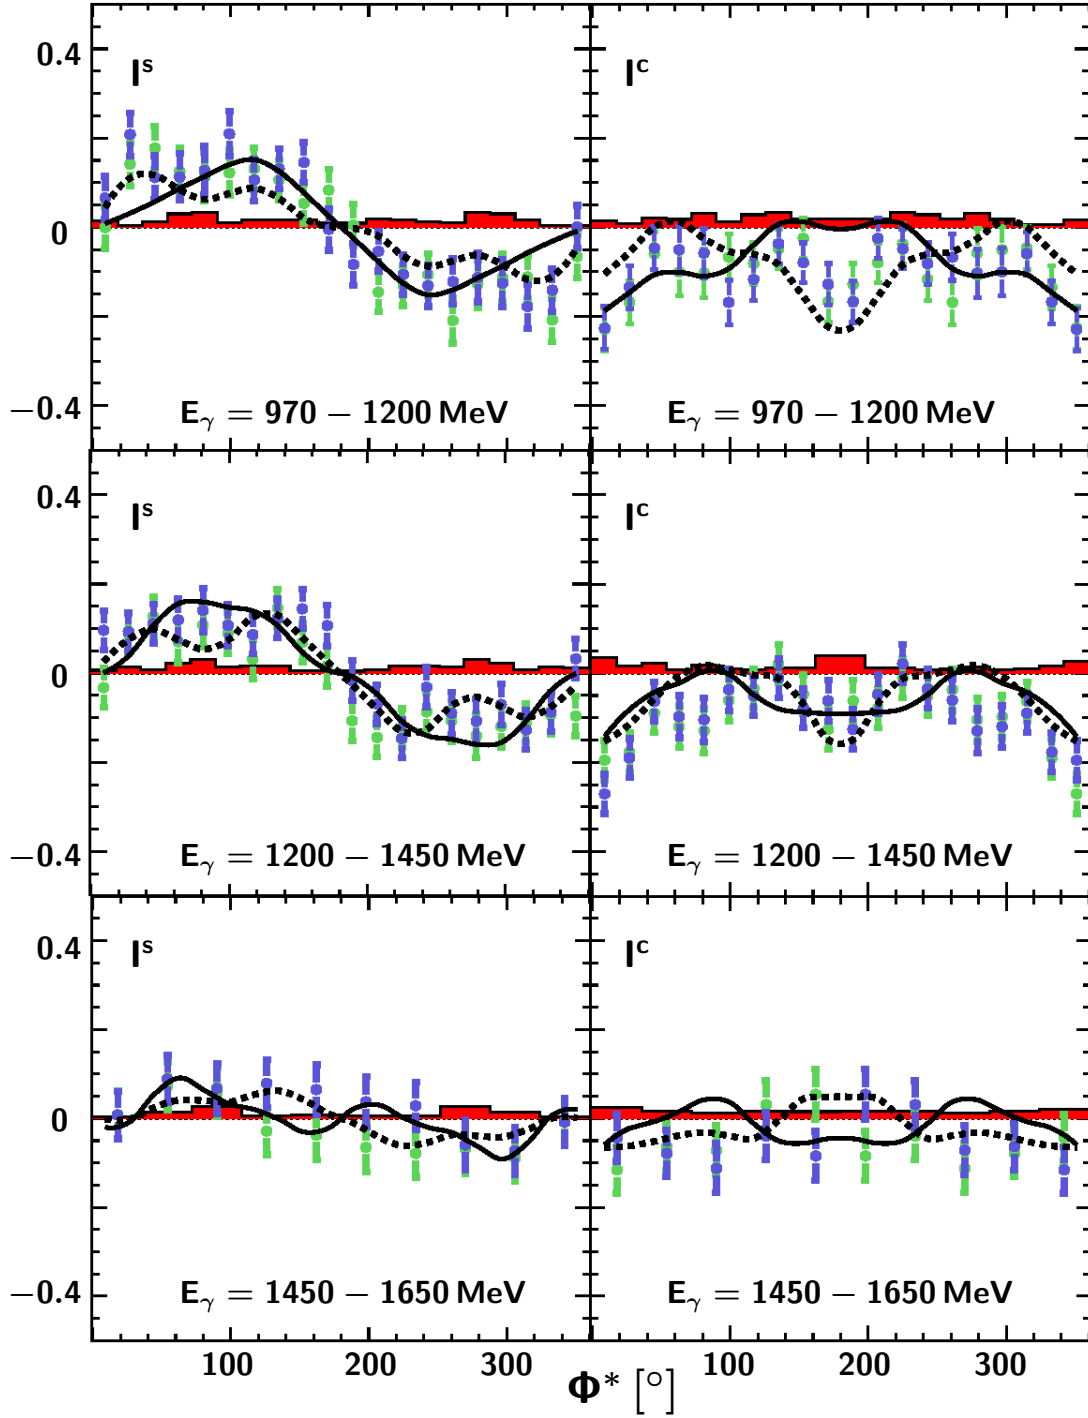 0.4
I^s
I^c
0
−0.4
E_γ = 970 − 1200 MeV
E_γ = 970 − 1200 MeV
0.4
I^s
I^c
0
−0.4
E_γ = 1200 − 1450 MeV
E_γ = 1200 − 1450 MeV
0.4
I^s
I^c
0
−0.4
E_γ = 1450 − 1650 MeV
E_γ = 1450 − 1650 MeV
100 200 300 100 200 300
Φ* [°]